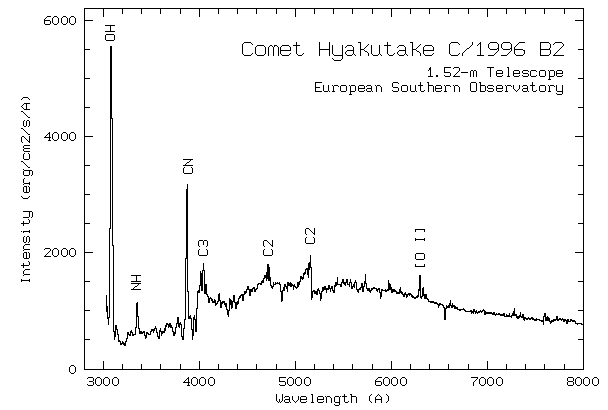 Comet Hyakutake C/1996 B2
1.52-m Telescope
European Southern Observatory
OH
NH
CN
C3
C2
C2
[O I]
6000
4000
2000
0
Intensity (erg/cm2/s/A)
3000 4000 5000 6000 7000 8000
Wavelength (A)